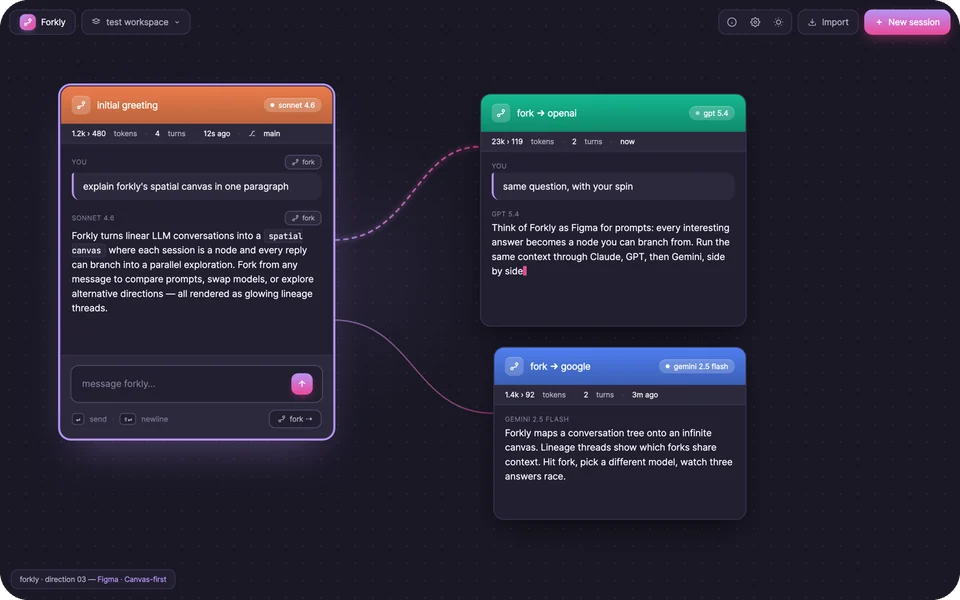 Forkly
test workspace
Import
+ New session
initial greeting
sonnet 4.6
1.2k › 480 tokens · 4 turns 12s ago · main
YOU
fork
explain forkly's spatial canvas in one paragraph
SONNET 4.6
fork
Forkly turns linear LLM conversations into a spatial
canvas where each session is a node and every reply
can branch into a parallel exploration. Fork from any
message to compare prompts, swap models, or explore
alternative directions — all rendered as glowing lineage
threads.
message forkly...
send
newline
fork →
fork → openai
gpt 5.4
23k › 119 tokens · 2 turns · now
YOU
same question, with your spin
GPT 5.4
Think of Forkly as Figma for prompts: every interesting
answer becomes a node you can branch from. Run the
same context through Claude, GPT, then Gemini, side
by side
fork → google
gemini 2.5 flash
1.4k › 92 tokens · 2 turns · 3m ago
GEMINI 2.5 FLASH
Forkly maps a conversation tree onto an infinite
canvas. Lineage threads show which forks share
context. Hit fork, pick a different model, watch three
answers race.
forkly · direction 03 — Figma · Canvas-first